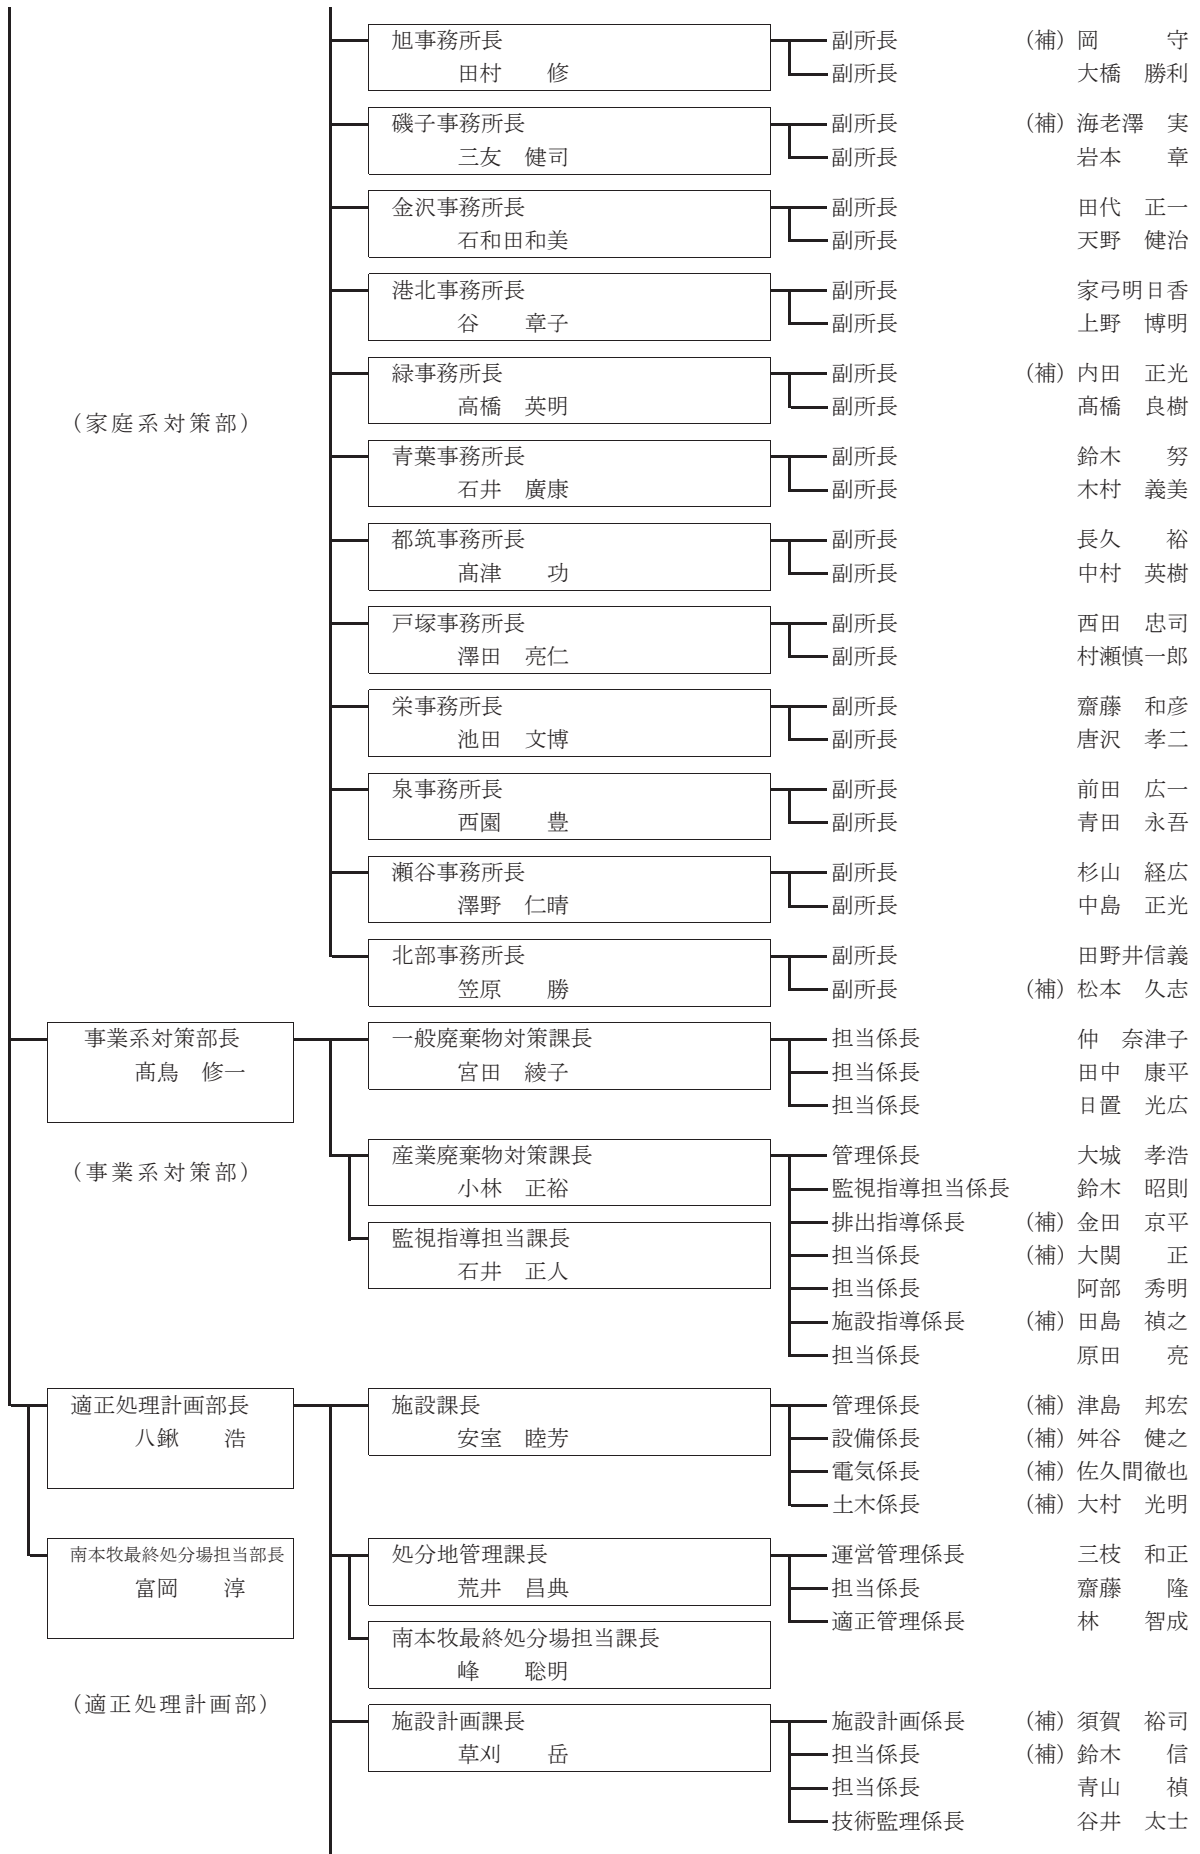 旭事務所長　副所長　（補）岡　　　守
田村　　修　副所長　大橋　勝利
磯子事務所長　副所長　（補）海老澤　実
三友　健司　副所長　岩本　　章
金沢事務所長　副所長　田代　正一
石和田和美　副所長　天野　健治
港北事務所長　副所長　家弓明日香
谷　　章子　副所長　上野　博明
緑事務所長　副所長　（補）内田　正光
高橋　英明　副所長　髙橋　良樹
（家庭系対策部）
青葉事務所長　副所長　鈴木　　努
石井　廣康　副所長　木村　義美
都筑事務所長　副所長　長久　　裕
髙津　　功　副所長　中村　英樹
戸塚事務所長　副所長　西田　忠司
澤田　亮仁　副所長　村瀬慎一郎
栄事務所長　副所長　齋藤　和彦
池田　文博　副所長　唐沢　孝二
泉事務所長　副所長　前田　広一
西園　　豊　副所長　青田　永吾
瀬谷事務所長　副所長　杉山　経広
澤野　仁晴　副所長　中島　正光
北部事務所長　副所長　田野井信義
笠原　　勝　副所長　（補）松本　久志
事業系対策部長　一般廃棄物対策課長　担当係長　仲　奈津子
髙鳥　修一　宮田　綾子　担当係長　田中　康平
担当係長　日置　光広
産業廃棄物対策課長　管理係長　大城　孝浩
（事業系対策部）
小林　正裕　監視指導担当係長　鈴木　昭則
排出指導係長　（補）金田　京平
監視指導担当課長　担当係長　（補）大関　　正
石井　正人　担当係長　阿部　秀明
施設指導係長　（補）田島　禎之
担当係長　原田　　亮
適正処理計画部長　施設課長　管理係長　（補）津島　邦宏
八鍬　　浩　安室　睦芳　設備係長　（補）舛谷　健之
電気係長　（補）佐久間徹也
土木係長　（補）大村　光明
南本牧最終処分場担当部長　処分地管理課長　運営管理係長　三枝　和正
富岡　　淳　荒井　昌典　担当係長　齋藤　　隆
適正管理係長　林　　智成
南本牧最終処分場担当課長
峰　　聡明
（適正処理計画部）
施設計画課長　施設計画係長　（補）須賀　裕司
草刈　　岳　担当係長　（補）鈴木　　信
担当係長　青山　　禎
技術監理係長　谷井　太士